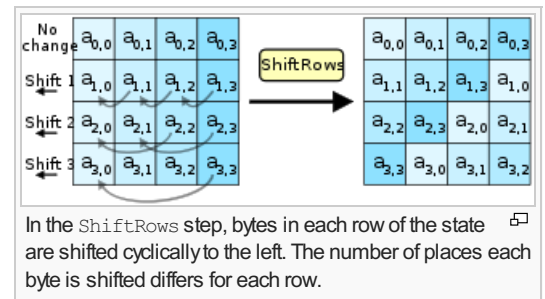 No change a0,0 a0,1 a0,2 a0,3
Shift 1 a1,0 a1,1 a1,2 a1,3
Shift 2 a2,0 a2,1 a2,2 a2,3
Shift 3 a3,0 a3,1 a3,2 a3,3
ShiftRows
a0,0 a0,1 a0,2 a0,3
a1,1 a1,2 a1,3 a1,0
a2,2 a2,3 a2,0 a2,1
a3,3 a3,0 a3,1 a3,2
In the ShiftRows step, bytes in each row of the state
are shifted cyclically to the left. The number of places each
byte is shifted differs for each row.